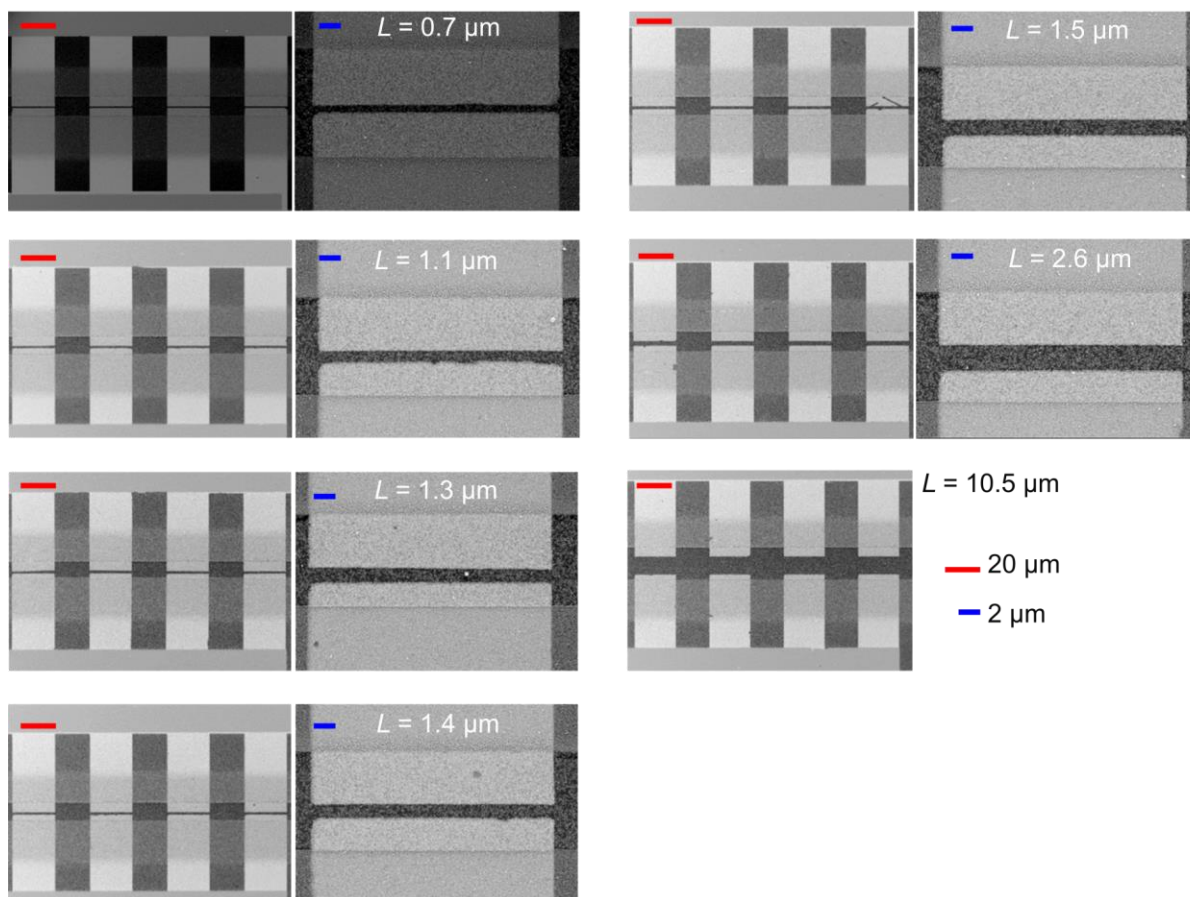 L = 0.7 µm
L = 1.5 µm
L = 1.1 µm
L = 2.6 µm
L = 1.3 µm
L = 10.5 µm
20 µm
2 µm
L = 1.4 µm